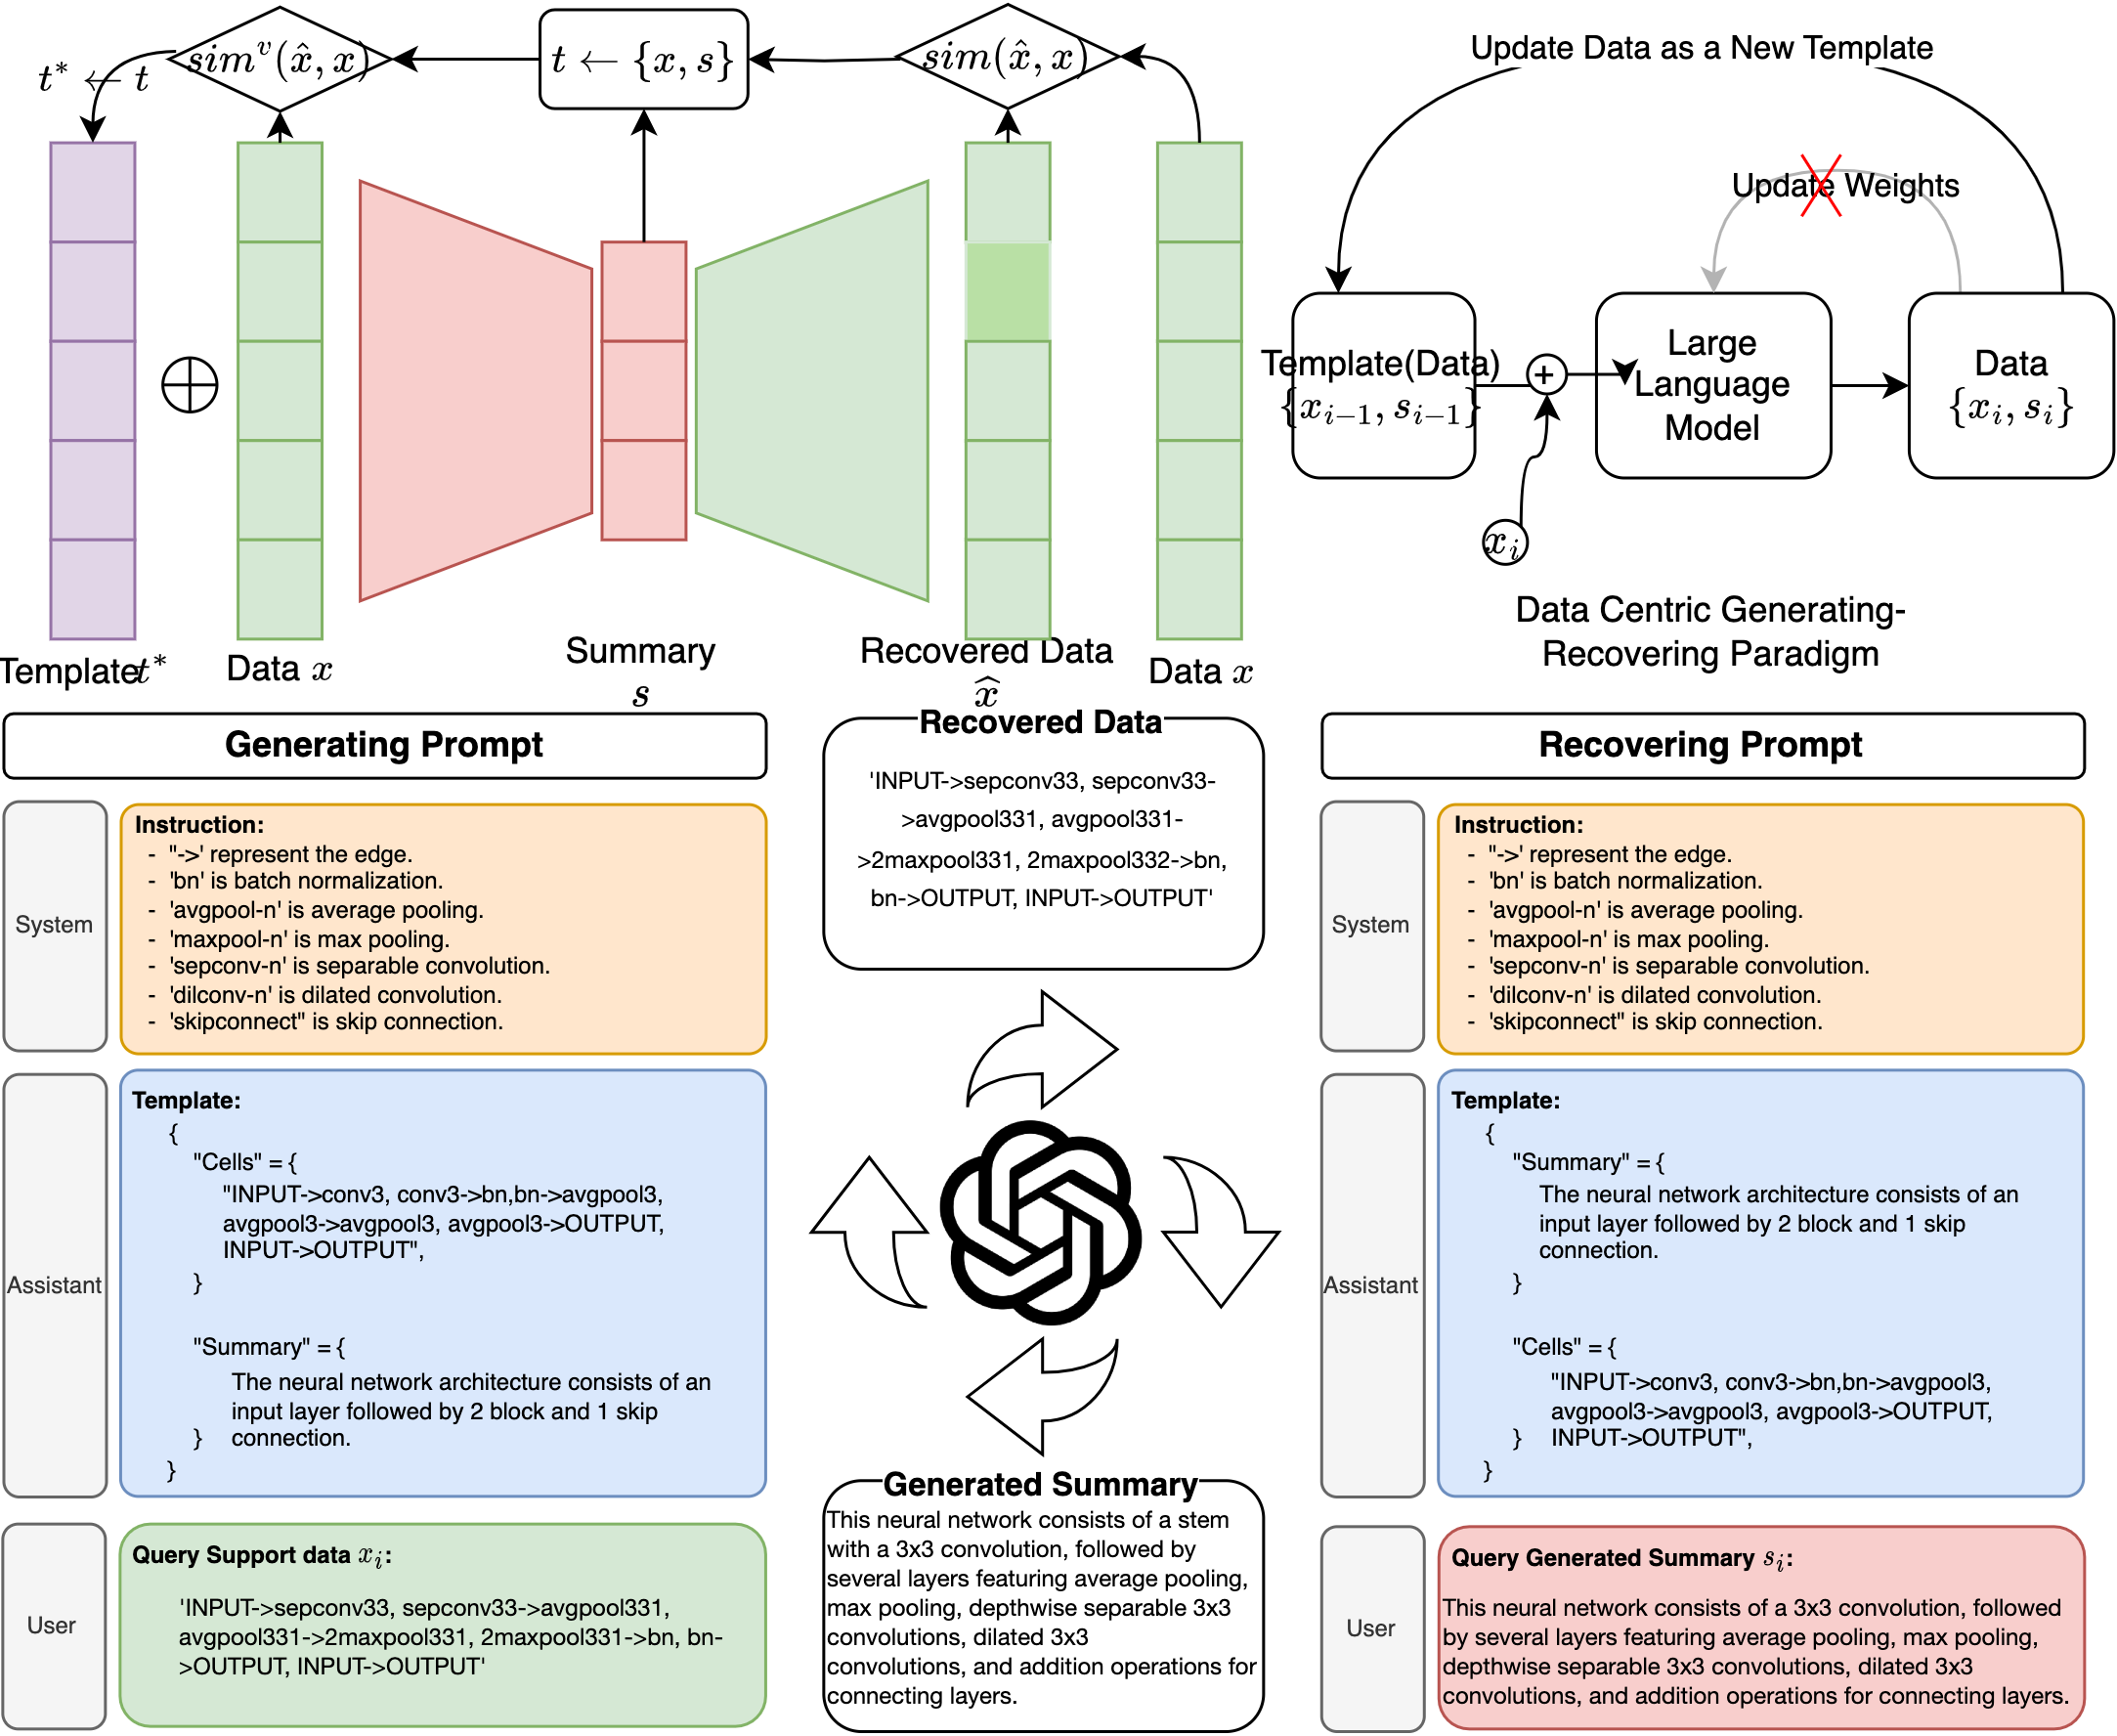 t* ← t
sim^v(x̂, x)
t ← {x, s}
sim(x̂, x)
Template t*
Data x
Summary
s
Recovered Data
x̂
Data x
Update Data as a New Template
Update Weights
Template(Data)
{x_{i-1}, s_{i-1}}
+
x_i
Large
Language
Model
Data
{x_i, s_i}
Data Centric Generating-
Recovering Paradigm
Generating Prompt
System
Instruction:
- "->' represent the edge.
- 'bn' is batch normalization.
- 'avgpool-n' is average pooling.
- 'maxpool-n' is max pooling.
- 'sepconv-n' is separable convolution.
- 'dilconv-n' is dilated convolution.
- 'skipconnect" is skip connection.
Assistant
Template:
{
"Cells" = {
"INPUT->conv3, conv3->bn,bn->avgpool3,
avgpool3->avgpool3, avgpool3->OUTPUT,
INPUT->OUTPUT",
}
"Summary" = {
The neural network architecture consists of an
input layer followed by 2 block and 1 skip
} connection.
}
User
Query Support data x_i:
'INPUT->sepconv33, sepconv33->avgpool331,
avgpool331->2maxpool331, 2maxpool331->bn, bn-
>OUTPUT, INPUT->OUTPUT'
Recovered Data
'INPUT->sepconv33, sepconv33-
>avgpool331, avgpool331-
>2maxpool331, 2maxpool332->bn,
bn->OUTPUT, INPUT->OUTPUT'
Generated Summary
This neural network consists of a stem
with a 3x3 convolution, followed by
several layers featuring average pooling,
max pooling, depthwise separable 3x3
convolutions, dilated 3x3
convolutions, and addition operations for
connecting layers.
Recovering Prompt
System
Instruction:
- "->' represent the edge.
- 'bn' is batch normalization.
- 'avgpool-n' is average pooling.
- 'maxpool-n' is max pooling.
- 'sepconv-n' is separable convolution.
- 'dilconv-n' is dilated convolution.
- 'skipconnect" is skip connection.
Assistant
Template:
{
"Summary" = {
The neural network architecture consists of an
input layer followed by 2 block and 1 skip
connection.
}
"Cells" = {
"INPUT->conv3, conv3->bn,bn->avgpool3,
avgpool3->avgpool3, avgpool3->OUTPUT,
} INPUT->OUTPUT",
}
User
Query Generated Summary s_i:
This neural network consists of a 3x3 convolution, followed
by several layers featuring average pooling, max pooling,
depthwise separable 3x3 convolutions, dilated 3x3
convolutions, and addition operations for connecting layers.